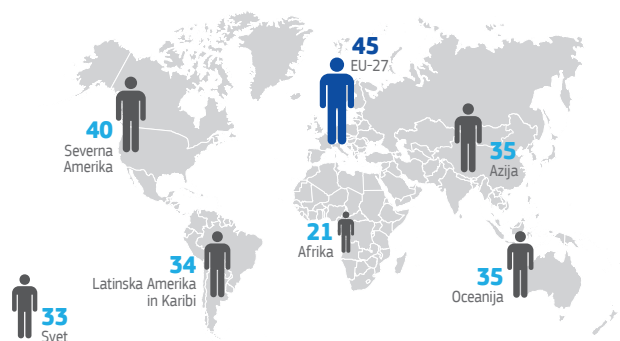 45
EU-27
40
Severna
Amerika
35
Azija
21
Afrika
34
Latinska Amerika
in Karibi
35
Oceanija
33
Svet